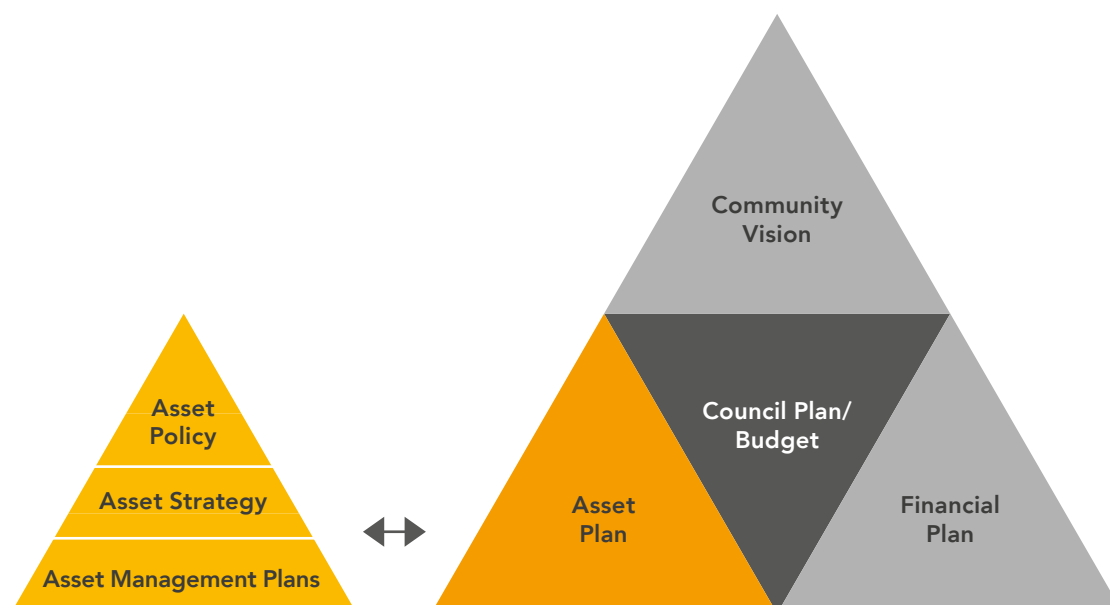 Asset
Policy
Asset Strategy
Asset Management Plans
Community
Vision
Council Plan/
Budget
Asset
Plan
Financial
Plan